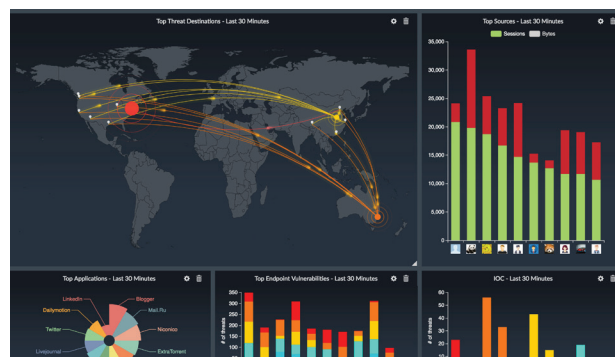 Top Threat Destinations - Last 30 Minutes
Top Sources - Last 30 Minutes
Sessions
Bytes
35,000
30,000
25,000
20,000
15,000
10,000
5,000
0
Top Applications - Last 30 Minutes
LinkedIn
Blogger
Dailymotion
Mail.Ru
Twitter
Niconico
Livejournal
ExtraTorrent
Top Endpoint Vulnerabilities - Last 30 Minutes
# of threats
350
300
250
200
150
100
50
IOC - Last 30 Minutes
# of threats
60
50
40
30
20
10